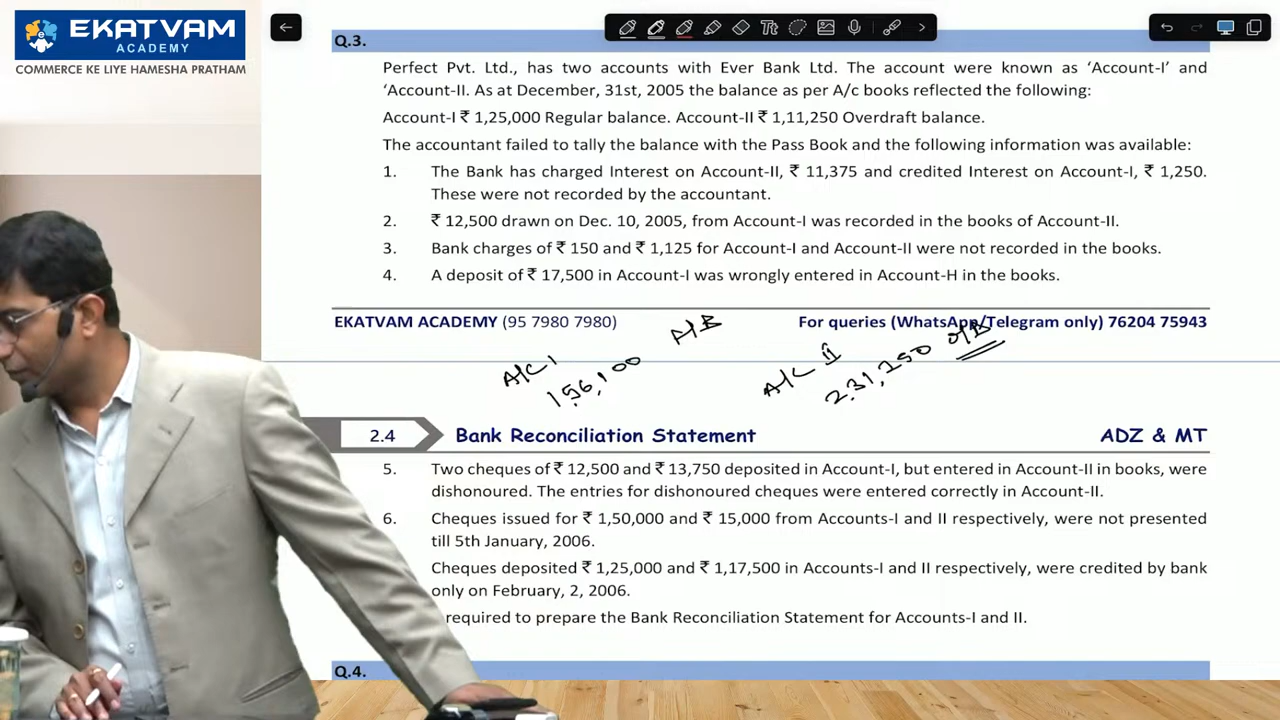 EKATVAM
ACADEMY
COMMERCE KE LIYE HAMESHA PRATHAM
Q.3.
Perfect Pvt. Ltd., has two accounts with Ever Bank Ltd. The account were known as ‘Account-I’ and
‘Account-II. As at December, 31st, 2005 the balance as per A/c books reflected the following:
Account-I ₹ 1,25,000 Regular balance. Account-II ₹ 1,11,250 Overdraft balance.
The accountant failed to tally the balance with the Pass Book and the following information was available:
1. The Bank has charged Interest on Account-II, ₹ 11,375 and credited Interest on Account-I, ₹ 1,250.
These were not recorded by the accountant.
2. ₹ 12,500 drawn on Dec. 10, 2005, from Account-I was recorded in the books of Account-II.
3. Bank charges of ₹ 150 and ₹ 1,125 for Account-I and Account-II were not recorded in the books.
4. A deposit of ₹ 17,500 in Account-I was wrongly entered in Account-H in the books.
EKATVAM ACADEMY (95 7980 7980) For queries (WhatsApp/Telegram only) 76204 75943
A/C I
156,100
A/C II
231,250 O/B
2.4 Bank Reconciliation Statement ADZ & MT
5. Two cheques of ₹ 12,500 and ₹ 13,750 deposited in Account-I, but entered in Account-II in books, were
dishonoured. The entries for dishonoured cheques were entered correctly in Account-II.
6. Cheques issued for ₹ 1,50,000 and ₹ 15,000 from Accounts-I and II respectively, were not presented
till 5th January, 2006.
Cheques deposited ₹ 1,25,000 and ₹ 1,17,500 in Accounts-I and II respectively, were credited by bank
only on February, 2, 2006.
required to prepare the Bank Reconciliation Statement for Accounts-I and II.
Q.4.